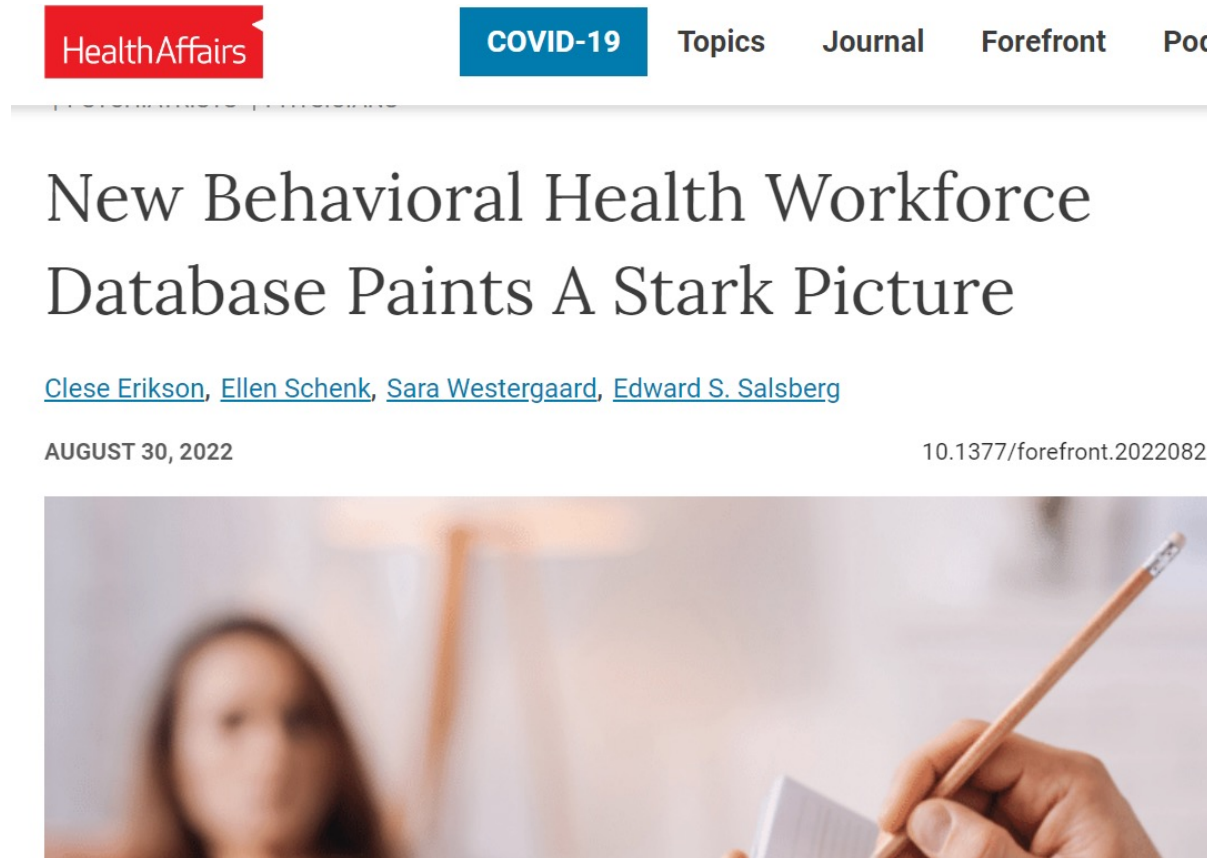 HealthAffairs
COVID-19 Topics Journal Forefront
New Behavioral Health Workforce
Database Paints A Stark Picture
Clese Erikson, Ellen Schenk, Sara Westergaard, Edward S. Salsberg
AUGUST 30, 2022 10.1377/forefront.2022082